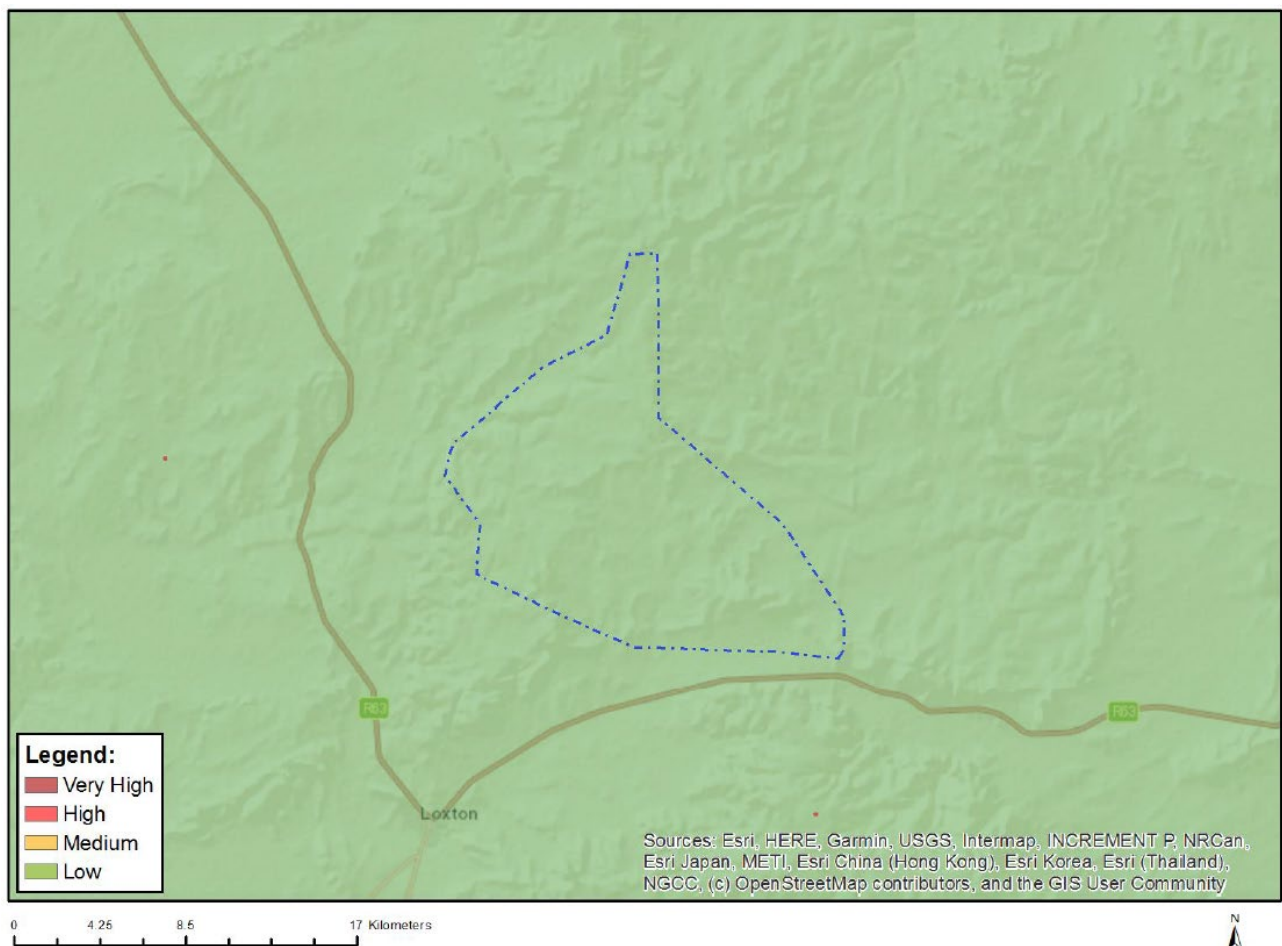 R63
R63
Loxton
Legend:
Very High
High
Medium
Low
Sources: Esri, HERE, Garmin, USGS, Intermap, INCREMENT P, NRCan,
Esri Japan, METI, Esri China (Hong Kong), Esri Korea, Esri (Thailand),
NGCC, (c) OpenStreetMap contributors, and the GIS User Community
0 4.25 8.5 17 Kilometers
N